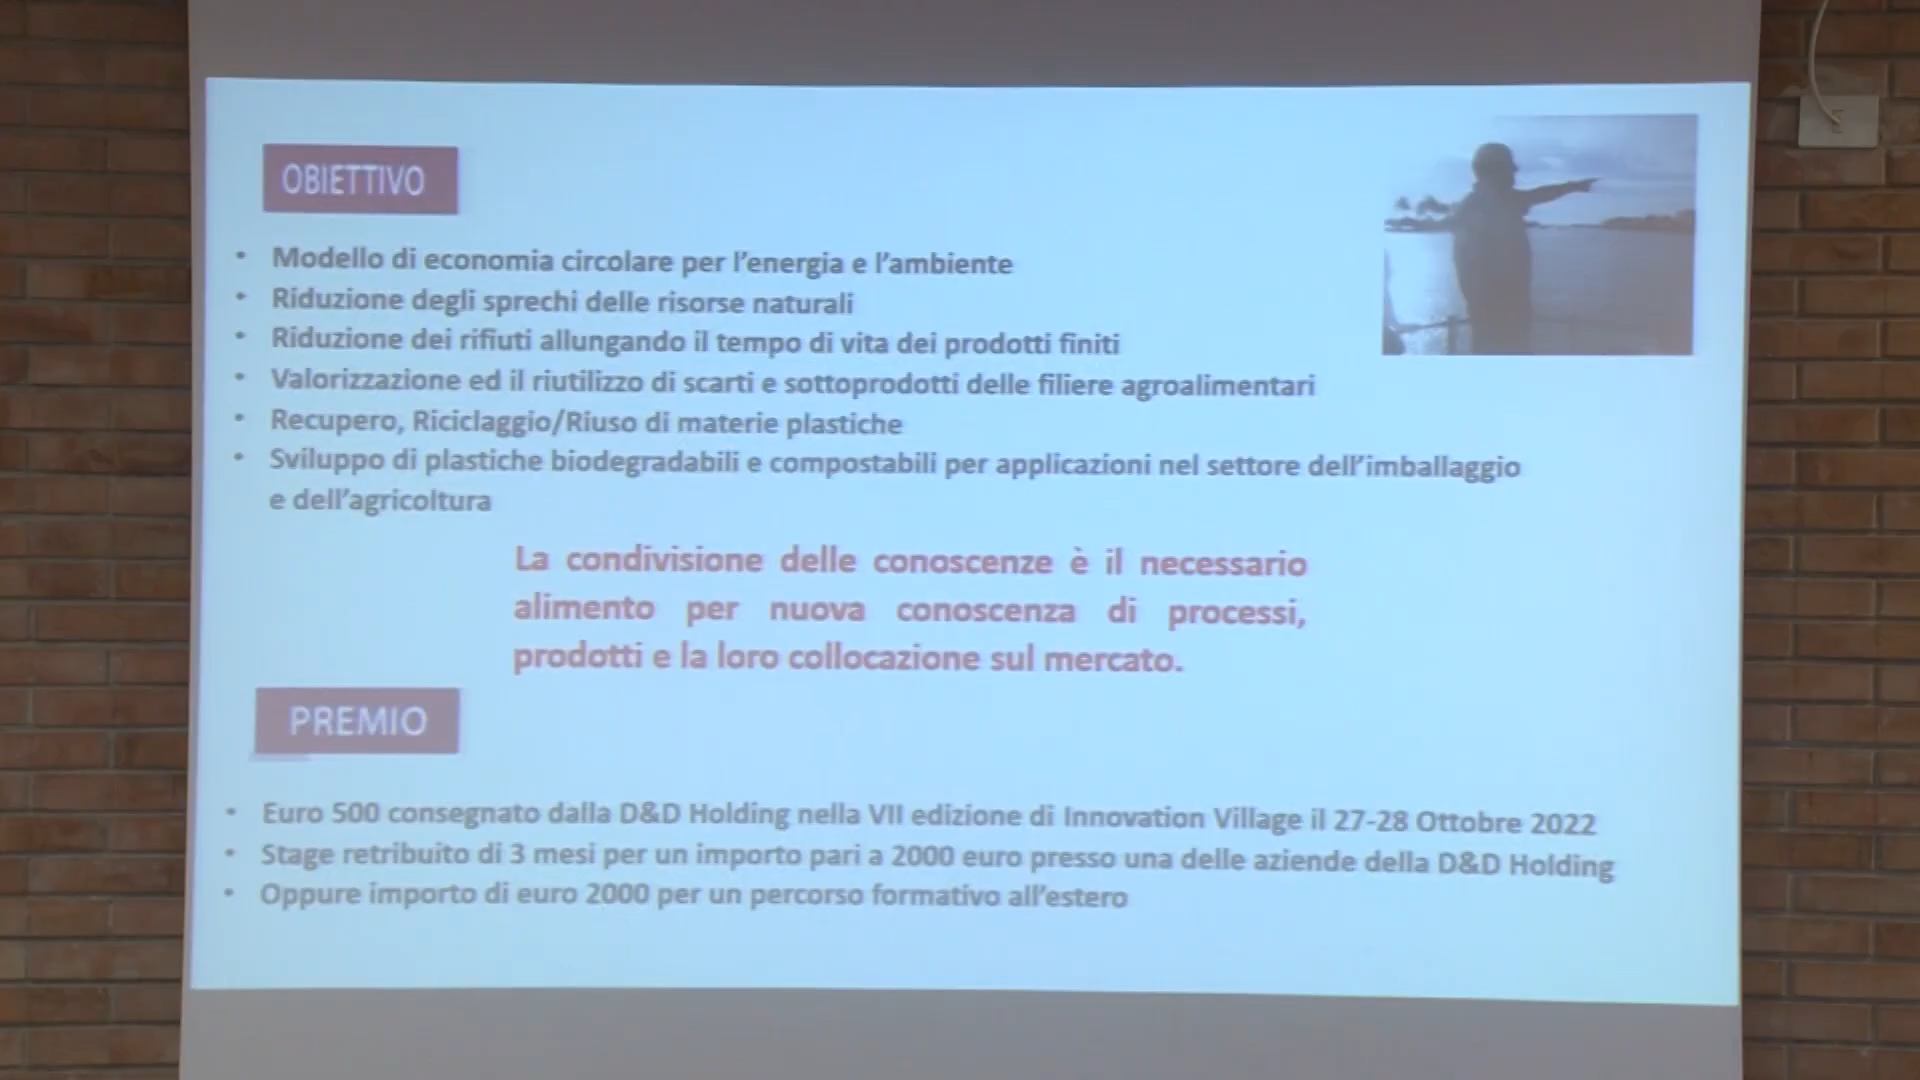 OBIETTIVO
• Modello di economia circolare per l'energia e l'ambiente
• Riduzione degli sprechi delle risorse naturali
• Riduzione dei rifiuti allungando il tempo di vita dei prodotti finiti
• Valorizzazione ed il riutilizzo di scarti e sottoprodotti delle filiere agroalimentari
• Recupero, Riciclaggio/Riuso di materie plastiche
• Sviluppo di plastiche biodegradabili e compostabili per applicazioni nel settore dell'imballaggio
e dell'agricoltura
La condivisione delle conoscenze è il necessario
alimento per nuova conoscenza di processi,
prodotti e la loro collocazione sul mercato.
PREMIO
• Euro 500 consegnato dalla D&D Holding nella VII edizione di Innovation Village il 27-28 Ottobre 2022
• Stage retribuito di 3 mesi per un importo pari a 2000 euro presso una delle aziende della D&D Holding
• Oppure importo di euro 2000 per un percorso formativo all'estero